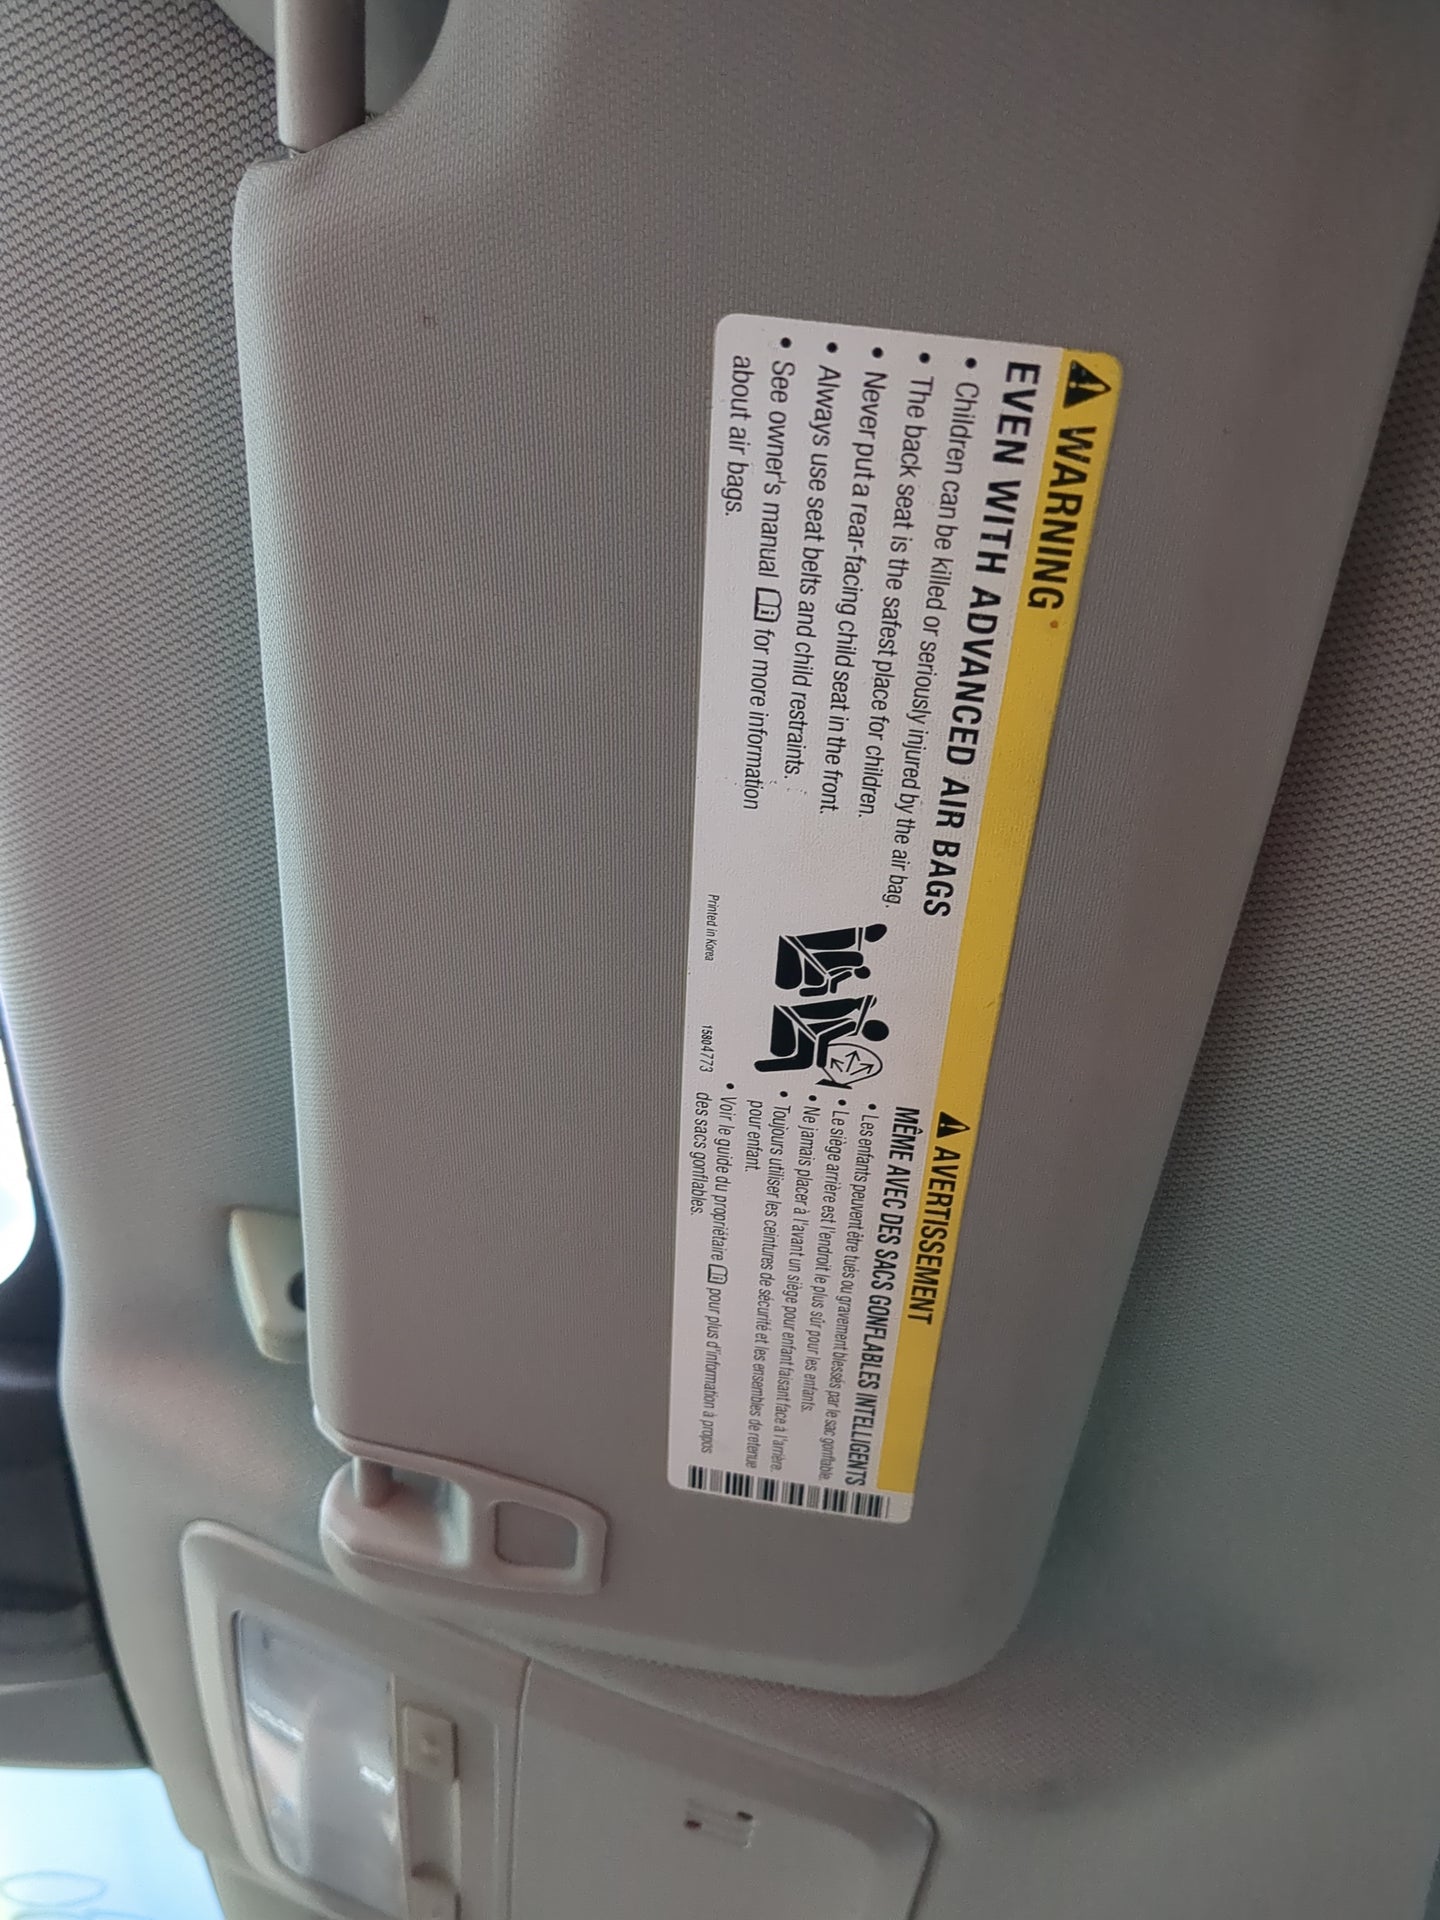 WARNING
EVEN WITH ADVANCED AIR BAGS
• Children can be killed or seriously injured by the air bag.
• The back seat is the safest place for children.
• Never put a rear-facing child seat in the front.
• Always use seat belts and child restraints.
• See owner's manual for more information
about air bags.
Printed in Korea
15804773
AVERTISSEMENT
MÊME AVEC DES SACS GONFLABLES INTELLIGENTS
• Les enfants peuvent être tués ou gravement blessés par le sac gonflable.
• Le siège arrière est l'endroit le plus sûr pour les enfants.
• Ne jamais placer à l'avant un siège pour enfant faisant face à l'arrière.
• Toujours utiliser les ceintures de sécurité et les ensembles de retenue
pour enfant.
• Voir le guide du propriétaire pour plus d'information à propos
des sacs gonflables.